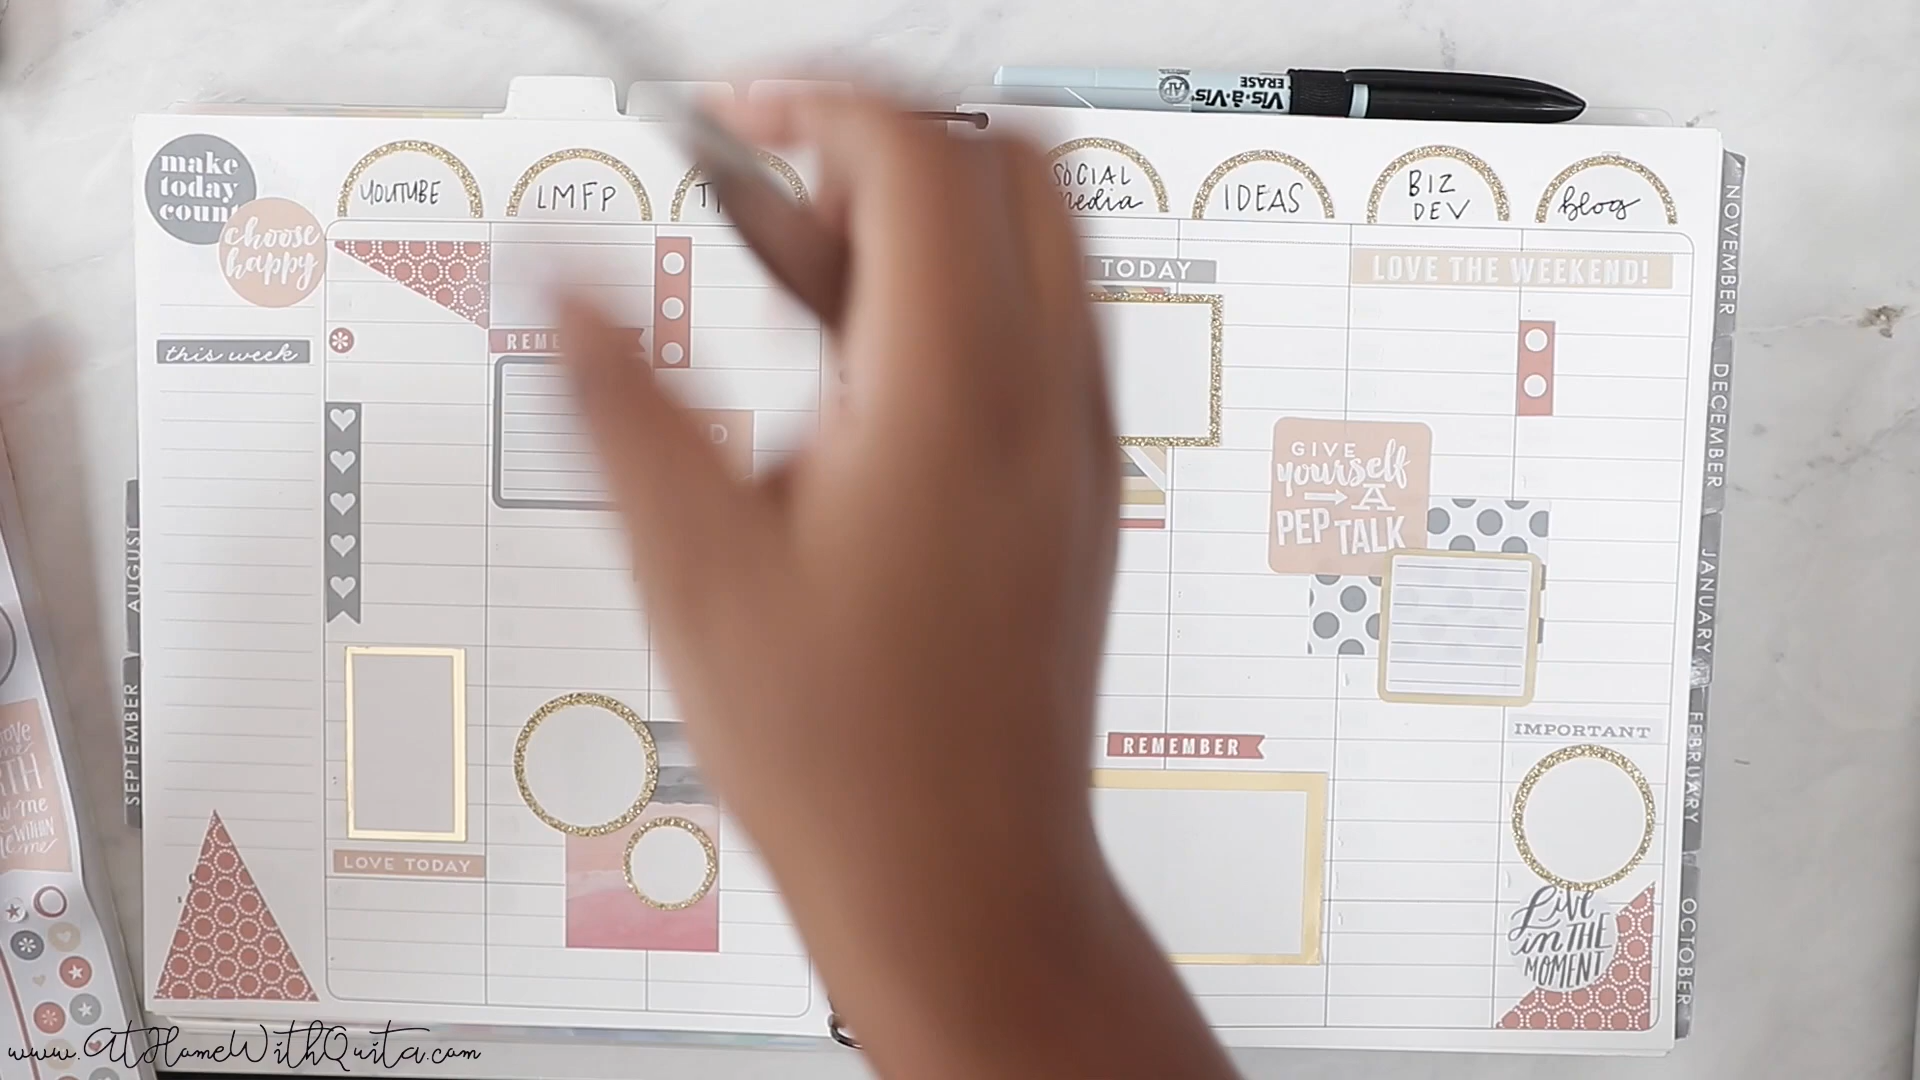 Vis-à-Vis
ERASE
AP
make
today
count
choose
happy
YOUTUBE
LMFP
SOCIAL
media
IDEAS
BIZ
DEV
blog
TODAY
LOVE THE WEEKEND!
this week
GIVE
yourself
A
PEP TALK
REMEMBER
IMPORTANT
LOVE TODAY
Live
in THE
MOMENT
AUGUST
SEPTEMBER
NOVEMBER
DECEMBER
JANUARY
FEBRUARY
OCTOBER
www.AtHomeWithQuita.com